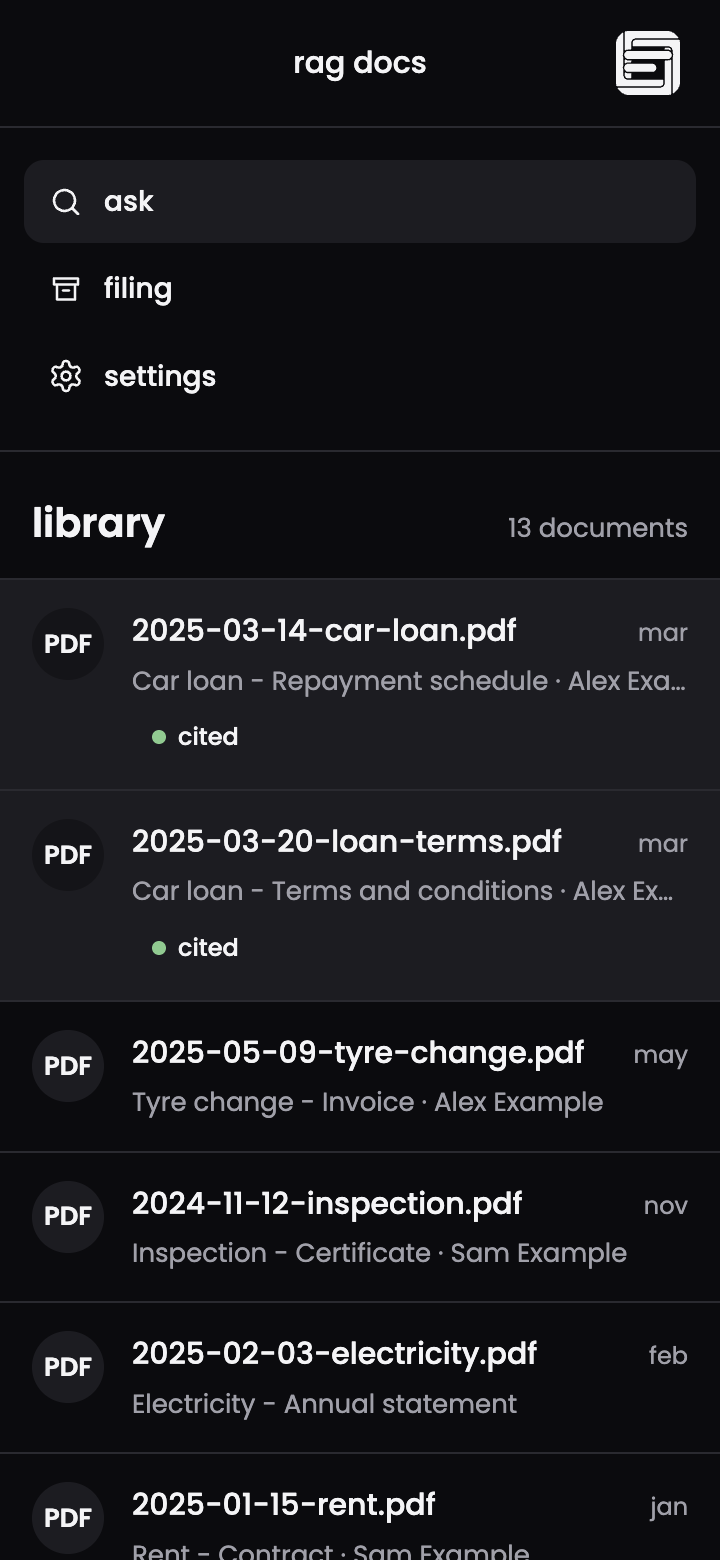 rag docs
ask
filing
settings
library
13 documents
PDF
2025-03-14-car-loan.pdf
mar
Car loan - Repayment schedule · Alex Exa…
cited
PDF
2025-03-20-loan-terms.pdf
mar
Car loan - Terms and conditions · Alex Ex…
cited
PDF
2025-05-09-tyre-change.pdf
may
Tyre change - Invoice · Alex Example
PDF
2024-11-12-inspection.pdf
nov
Inspection - Certificate · Sam Example
PDF
2025-02-03-electricity.pdf
feb
Electricity - Annual statement
PDF
2025-01-15-rent.pdf
jan
Rent - Contract · Sam Example